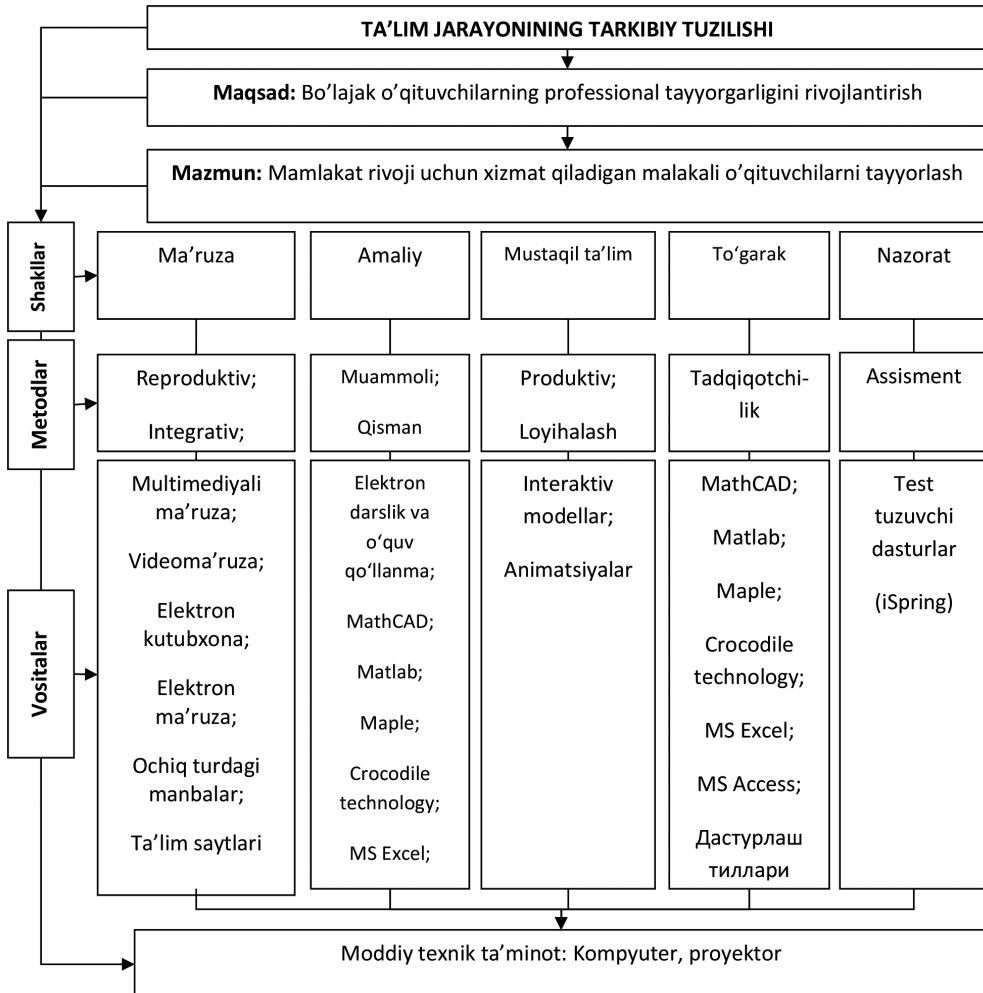 TA’LIM JARAYONINING TARKIBIY TUZILISHI
Maqsad: Bo’lajak o’qituvchilarning professional tayyorgarligini rivojlantirish
Mazmun: Mamlakat rivoji uchun xizmat qiladigan malakali o’qituvchilarni tayyorlash
Shakllar
Ma’ruza
Amaliy
Mustaqil ta’lim
To‘garak
Nazorat
Metodlar
Reproduktiv;
Integrativ;
Muammoli;
Qisman
Produktiv;
Loyihalash
Tadqiqotchi-
lik
Assisment
Vositalar
Multimediyali
ma’ruza;
Videoma’ruza;
Elektron
kutubxona;
Elektron
ma’ruza;
Ochiq turdagi
manbalar;
Ta’lim saytlari
Elektron
darslik va
o‘quv
qo‘llanma;
MathCAD;
Matlab;
Maple;
Crocodile
technology;
MS Excel;
Interaktiv
modellar;
Animatsiyalar
MathCAD;
Matlab;
Maple;
Crocodile
technology;
MS Excel;
MS Access;
Дастурлаш
тиллари
Test
tuzuvchi
dasturlar
(iSpring)
Moddiy texnik ta’minot: Kompyuter, proyektor